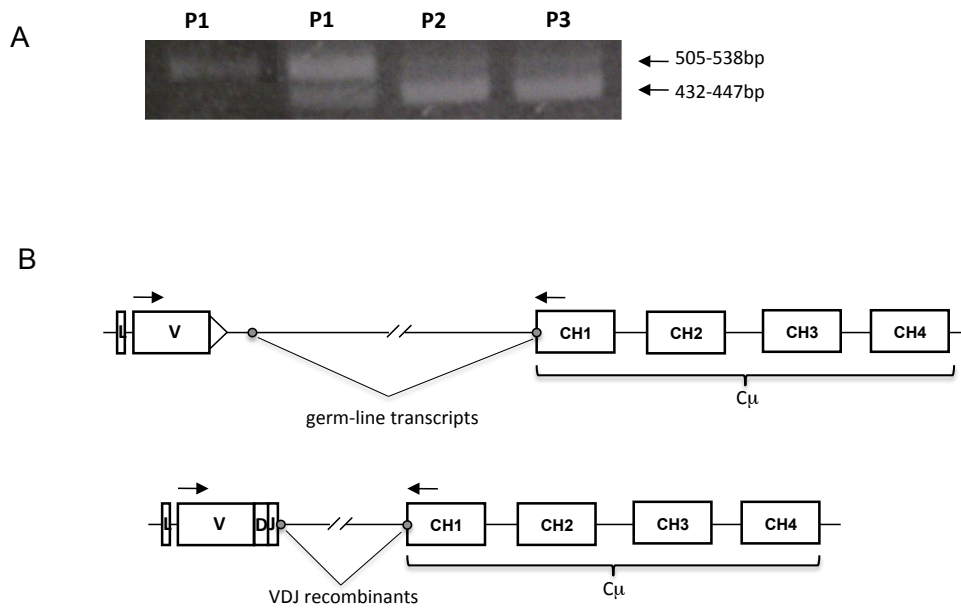 A
P1 P1 P2 P3
505-538bp
432-447bp
B
L V CH1 CH2 CH3 CH4
germ-line transcripts
Cμ
L V D J CH1 CH2 CH3 CH4
VDJ recombinants
Cμ